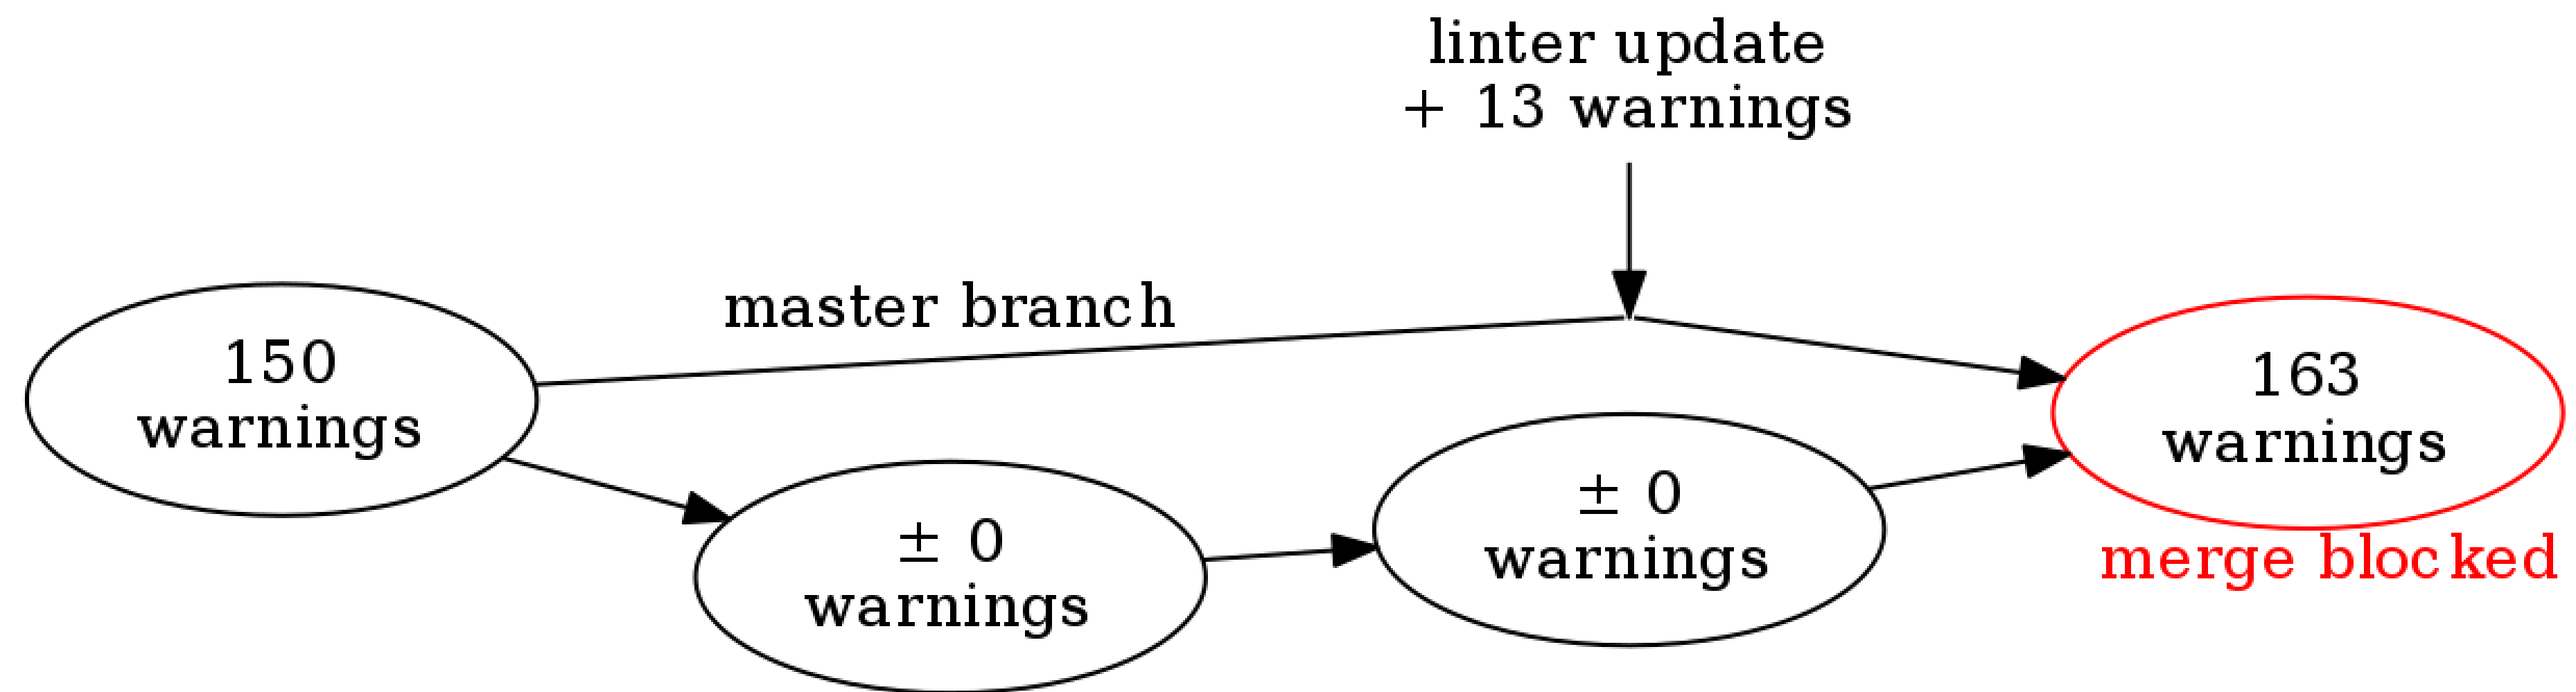 linter update
+ 13 warnings
master branch
150
warnings
± 0
warnings
± 0
warnings
163
warnings
merge blocked